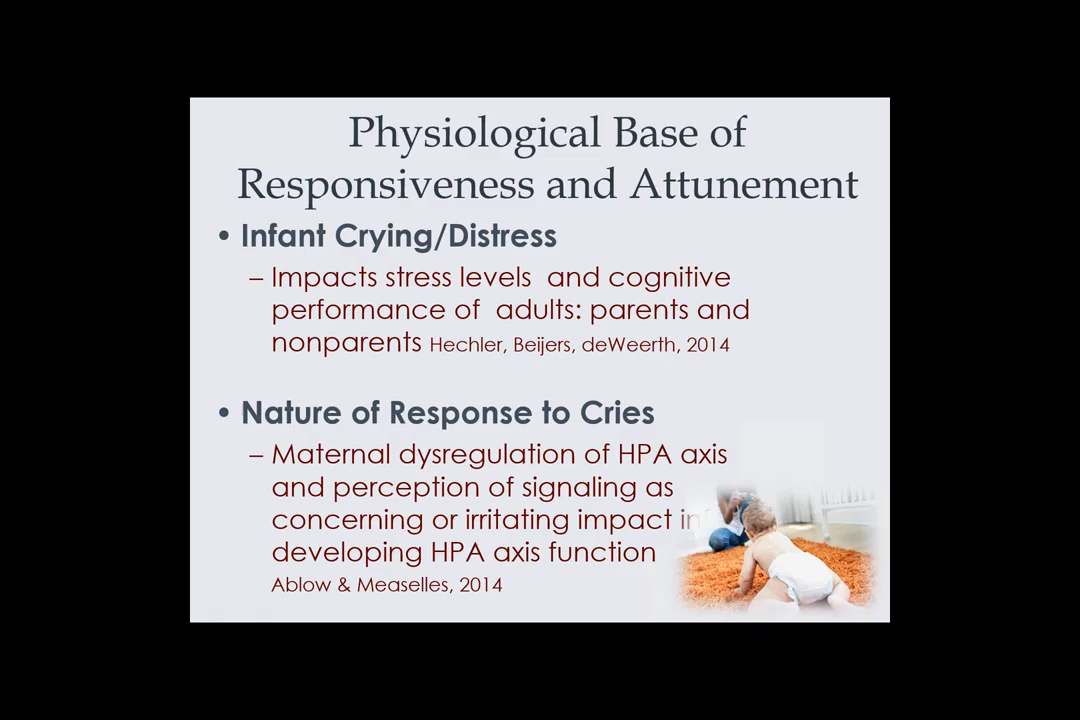 Physiological Base of
Responsiveness and Attunement
• Infant Crying/Distress
– Impacts stress levels and cognitive
performance of adults: parents and
nonparents Hechler, Beijers, deWeerth, 2014
• Nature of Response to Cries
– Maternal dysregulation of HPA axis
and perception of signaling as
concerning or irritating impact
developing HPA axis function
Ablow & Measelles, 2014